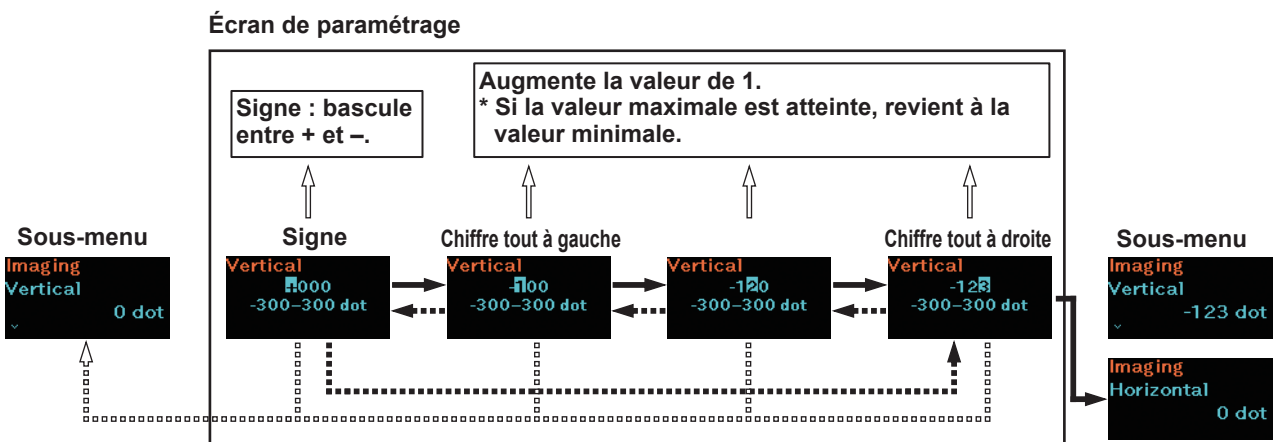 Écran de paramétrage
Signe : bascule
entre + et –.
Augmente la valeur de 1.
* Si la valeur maximale est atteinte, revient à la
valeur minimale.
Sous-menu
Imaging
Vertical
0 dot
Signe
Vertical
+000
-300–300 dot
Chiffre tout à gauche
Vertical
-100
-300–300 dot
Vertical
-120
-300–300 dot
Chiffre tout à droite
Vertical
-123
-300–300 dot
Sous-menu
Imaging
Vertical
-123 dot
Imaging
Horizontal
0 dot